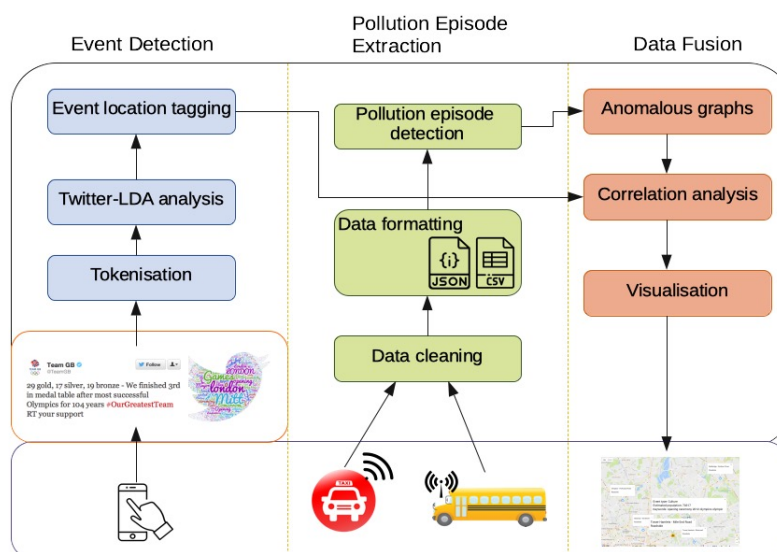 Event Detection
Pollution Episode
Extraction
Data Fusion
Event location tagging
Pollution episode
detection
Anomalous graphs
Twitter-LDA analysis
Correlation analysis
Data formatting
{i}
JSON
CSV
Tokenisation
Visualisation
Data cleaning
Team GB
@TeamGB
Follow
29 gold, 17 silver, 19 bronze - We finished 3rd
in medal table after most successful
Olympics for 104 years #OurGreatestTeam
RT your support
Games
london
london
Mitt
TAXI